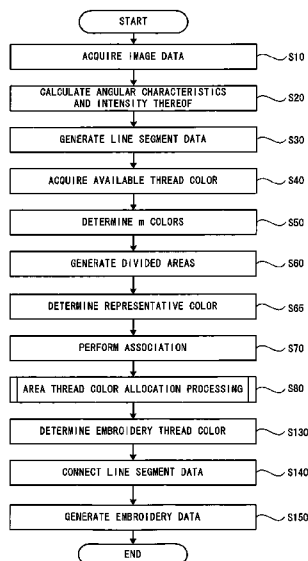 START
ACQUIRE IMAGE DATA
S10
CALCULATE ANGULAR CHARACTERISTICS
AND INTENSITY THEREOF
S20
GENERATE LINE SEGMENT DATA
S30
ACQUIRE AVAILABLE THREAD COLOR
S40
DETERMINE m COLORS
S50
GENERATE DIVIDED AREAS
S60
DETERMINE REPRESENTATIVE COLOR
S65
PERFORM ASSOCIATION
S70
AREA THREAD COLOR ALLOCATION PROCESSING
S80
DETERMINE EMBROIDERY THREAD COLOR
S130
CONNECT LINE SEGMENT DATA
S140
GENERATE EMBROIDERY DATA
S150
END